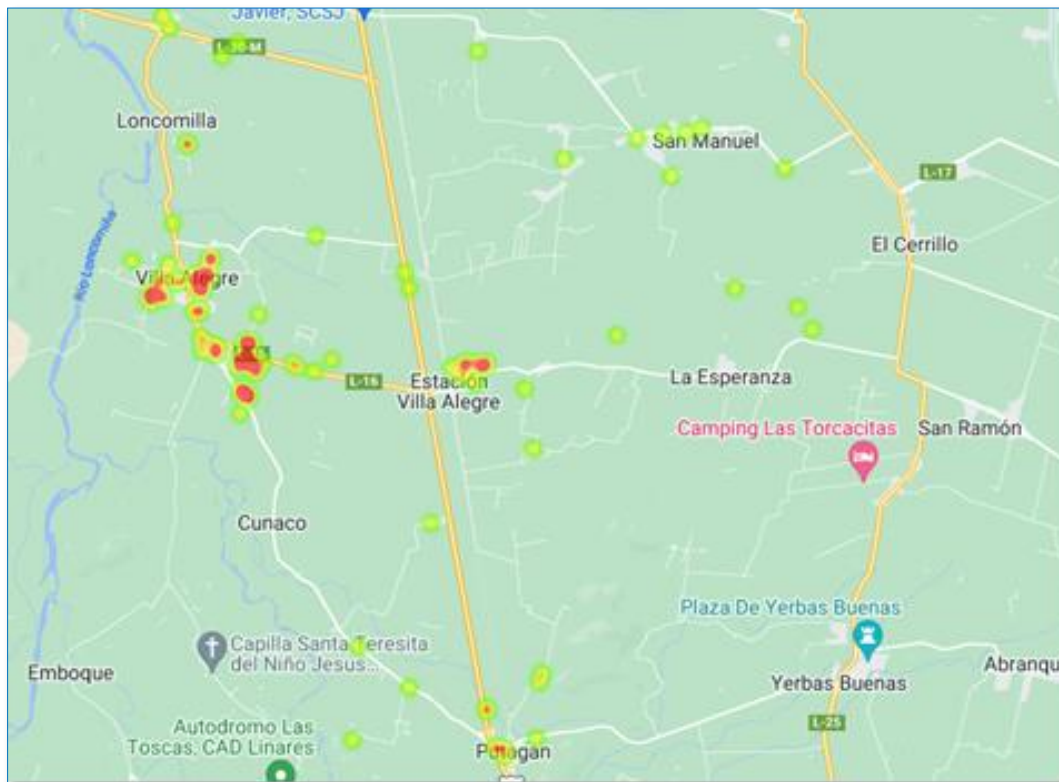 Javier, SCSJ
L-20-M
Loncomilla
San Manuel
L-17
Río Loncomilla
El Cerrillo
Villa Alegre
L-16
Estación
Villa Alegre
La Esperanza
Camping Las Torcacitas
San Ramón
Cunaco
Plaza De Yerbas Buenas
Capilla Santa Teresita
del Niño Jesus...
Emboque
Yerbas Buenas
Abranqu
Autodromo Las
Toscas, CAD Linares
L-25
Putagan